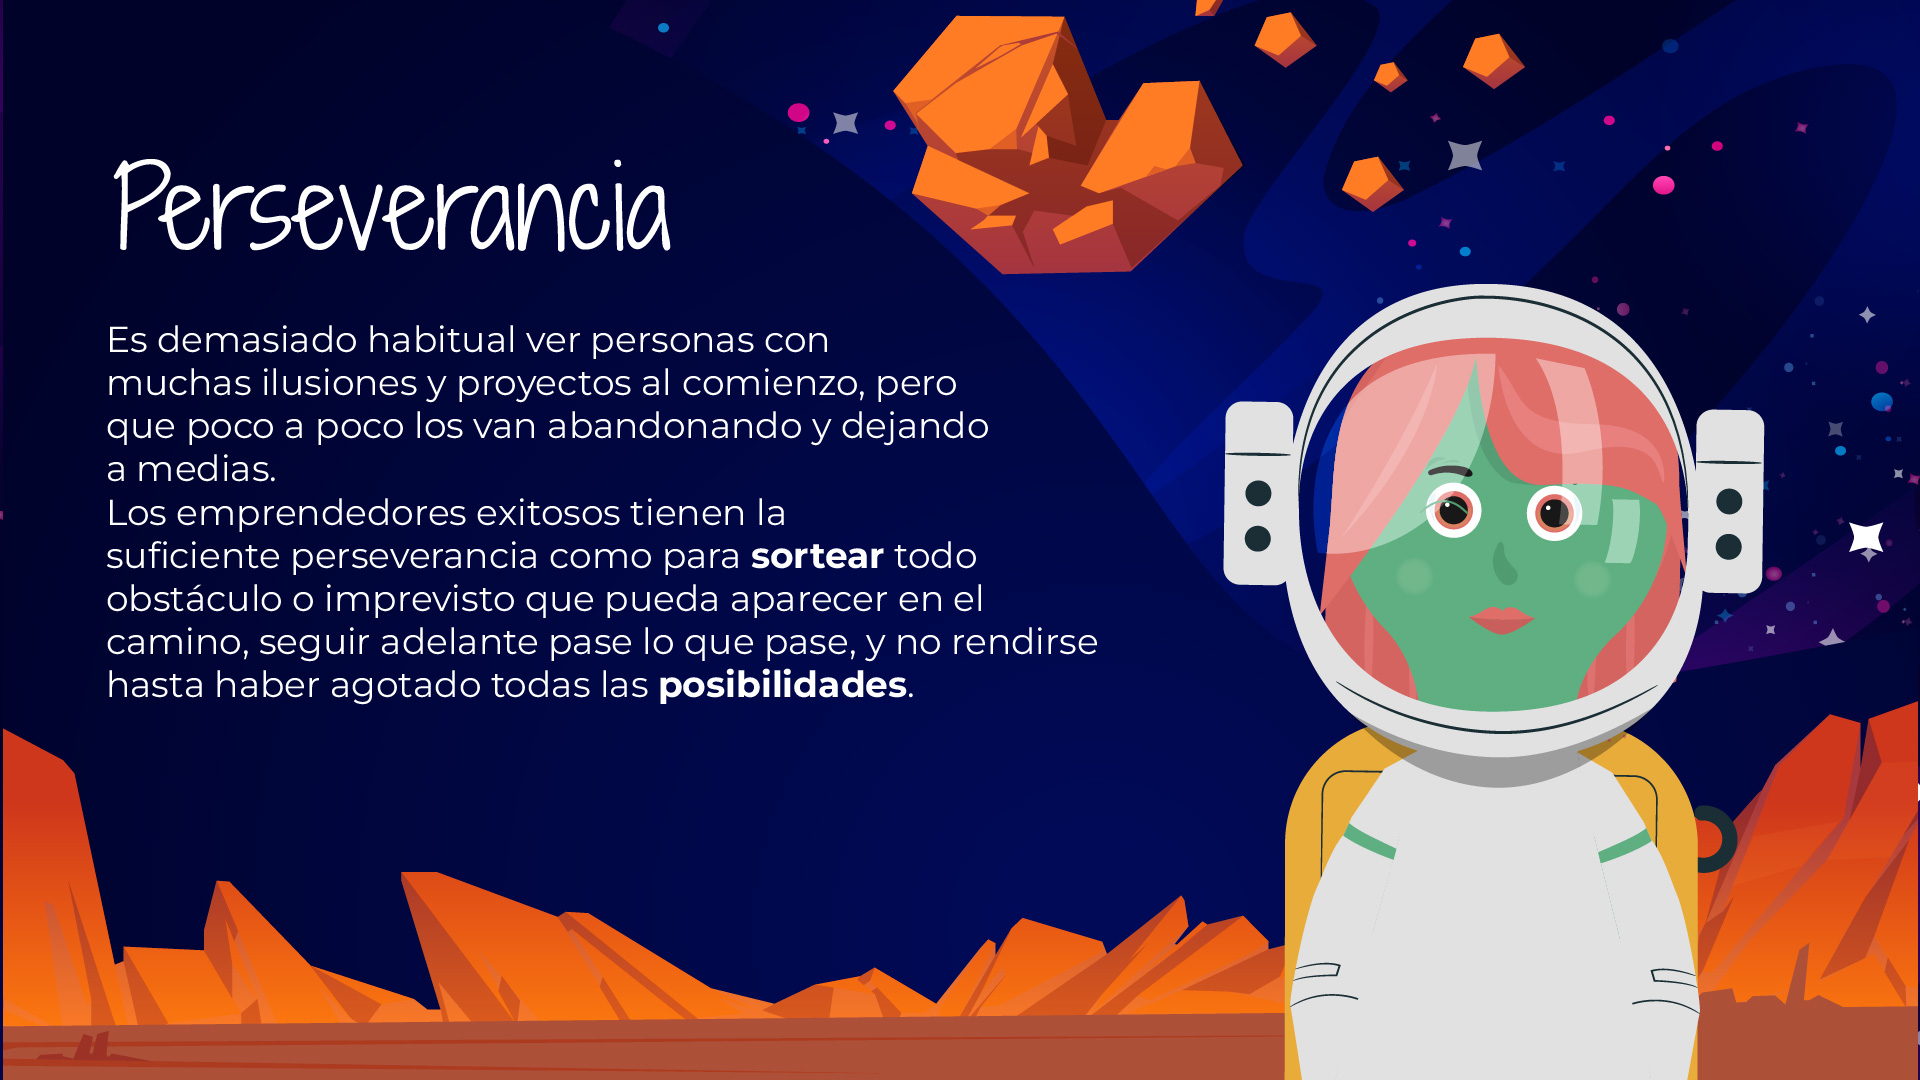 Perseverancia
Es demasiado habitual ver personas con
muchas ilusiones y proyectos al comienzo, pero
que poco a poco los van abandonando y dejando
a medias.
Los emprendedores exitosos tienen la
suficiente perseverancia como para sortear todo
obstáculo o imprevisto que pueda aparecer en el
camino, seguir adelante pase lo que pase, y no rendirse
hasta haber agotado todas las posibilidades.